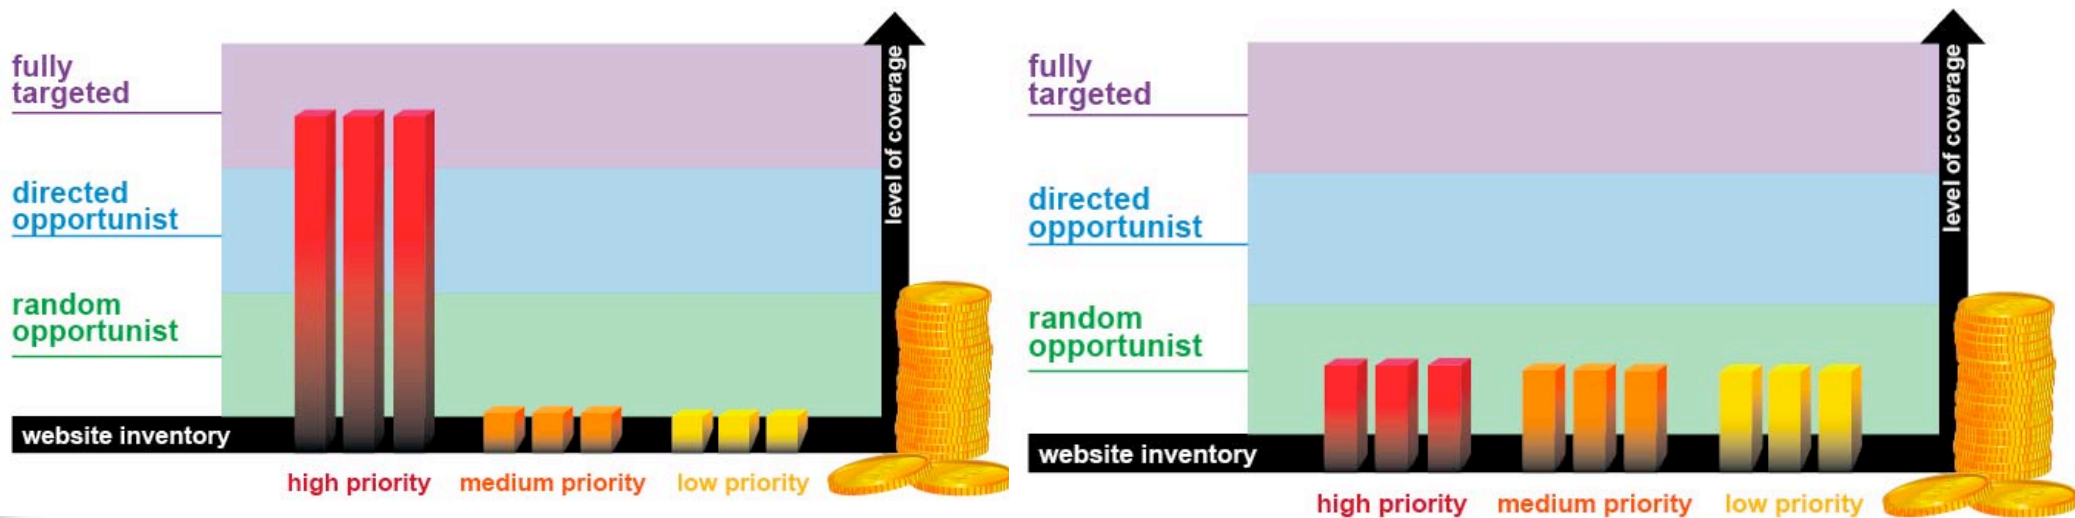 fully
targeted
directed
opportunist
random
opportunist
website inventory
high priority
medium priority
low priority
level of coverage
fully
targeted
directed
opportunist
random
opportunist
website inventory
high priority
medium priority
low priority
level of coverage